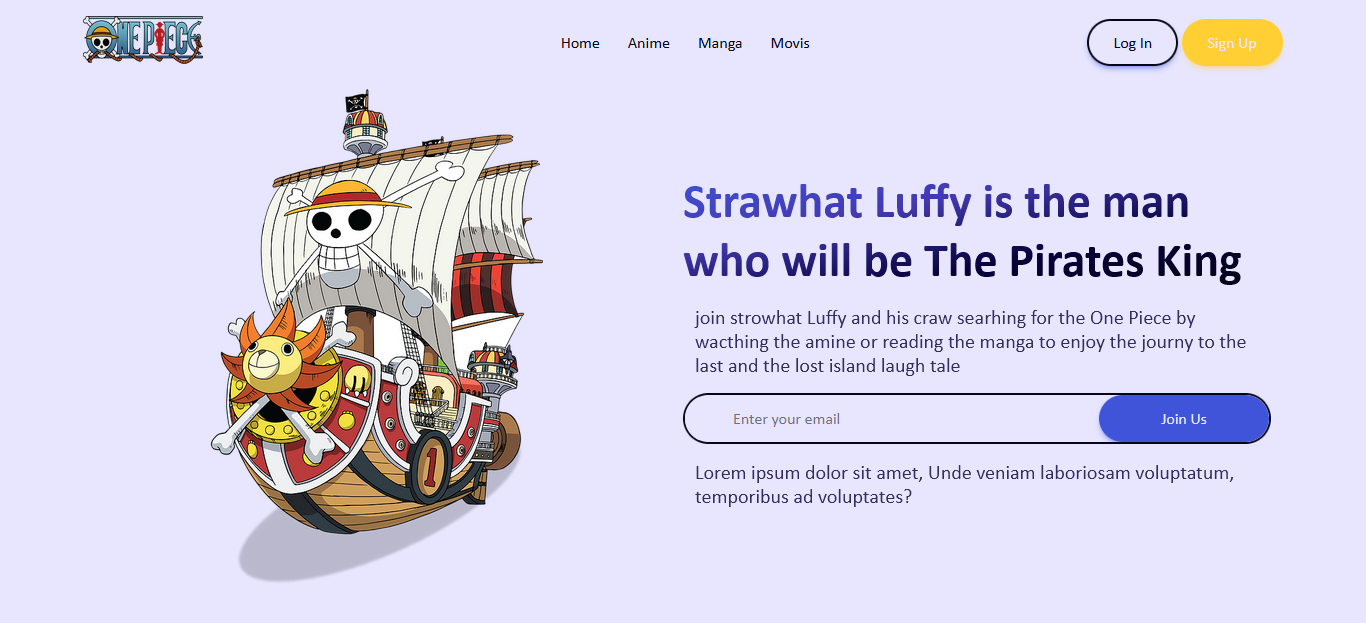 ONE PIECE
Home Anime Manga Movis
Log In Sign Up
Strawhat Luffy is the man
who will be The Pirates King
join strowhat Luffy and his craw searhing for the One Piece by
wacthing the amine or reading the manga to enjoy the journy to the
last and the lost island laugh tale
Enter your email Join Us
Lorem ipsum dolor sit amet, Unde veniam laboriosam voluptatum,
temporibus ad voluptates?
1